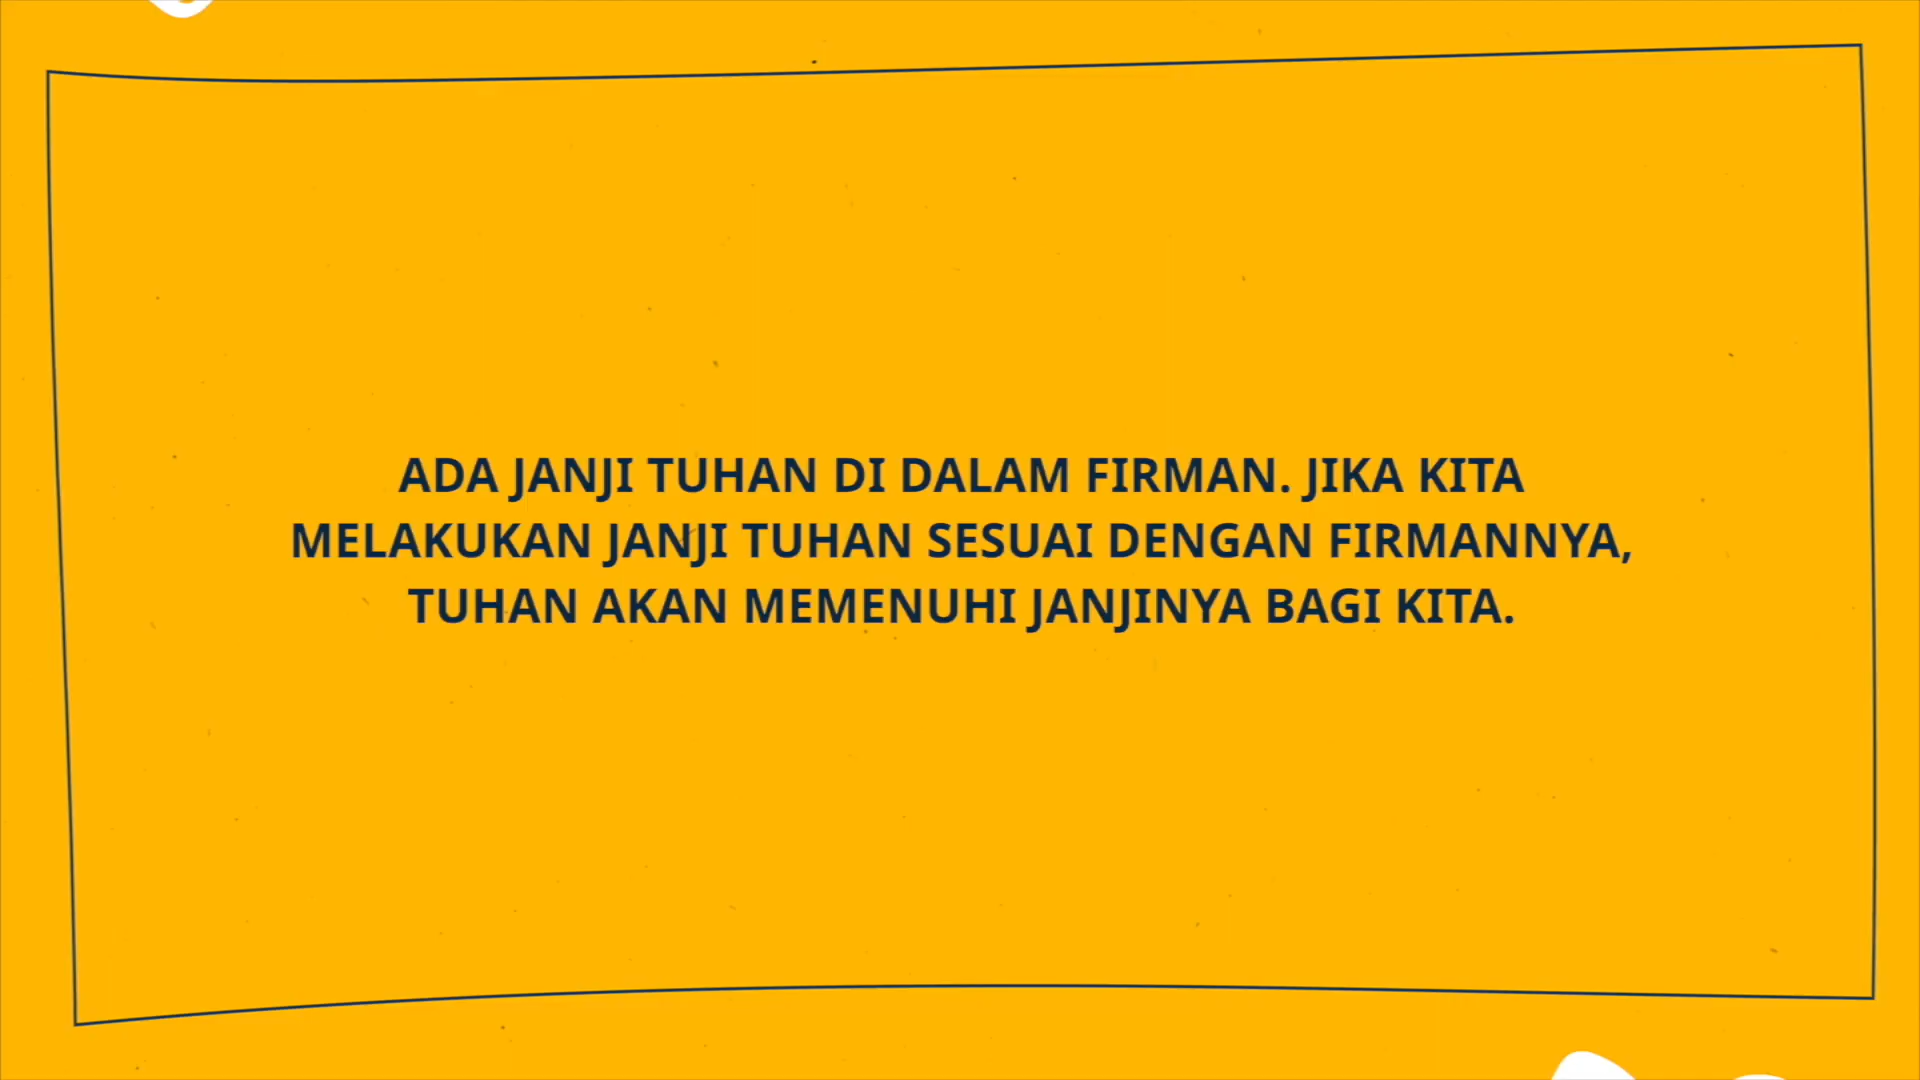 ADA JANJI TUHAN DI DALAM FIRMAN. JIKA KITA
MELAKUKAN JANJI TUHAN SESUAI DENGAN FIRMANNYA,
TUHAN AKAN MEMENUHI JANJINYA BAGI KITA.